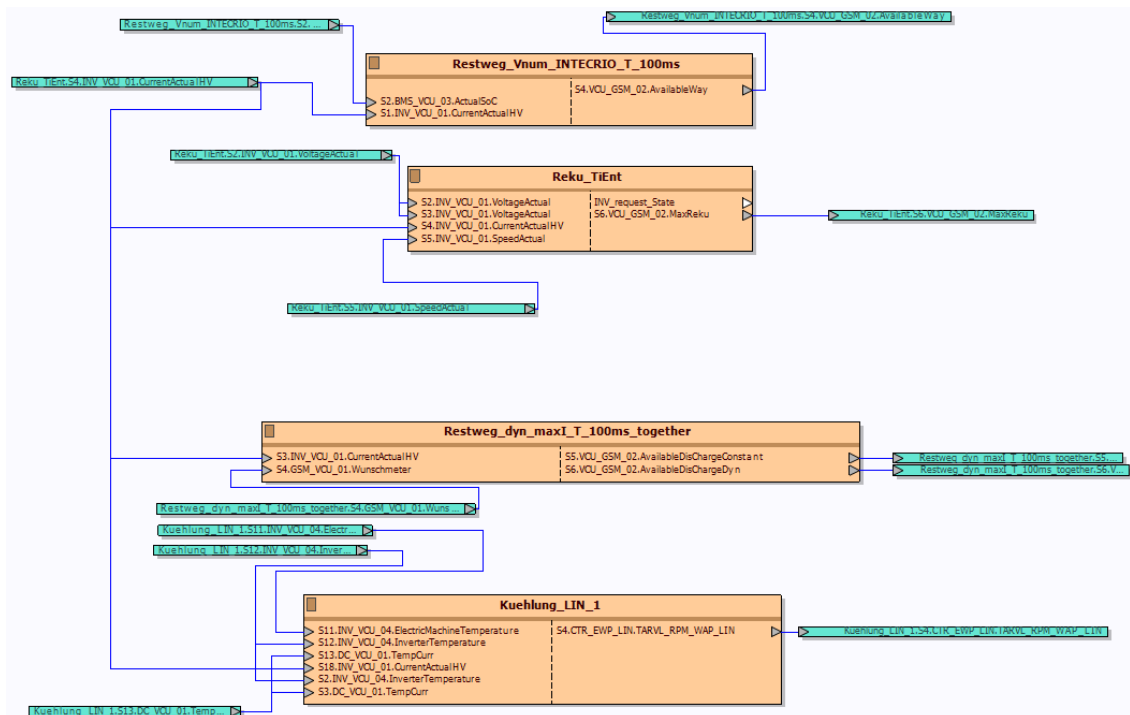 Restweg_Vnum_INTECRIO_T_100ms.S2. ...
Restweg_Vnum_INTECRIO_T_100ms.S4.VCU_GSM_02.AvailableWay
Reku_TiEnt.S4.INV_VCU_01.CurrentActualHV
Restweg_Vnum_INTECRIO_T_100ms
S4.VCU_GSM_02.AvailableWay
S2.BMS_VCU_03.ActualSoC
S1.INV_VCU_01.CurrentActualHV
Reku_TiEnt.S2.INV_VCU_01.VoltageActual
Reku_TiEnt
S2.INV_VCU_01.VoltageActual
S3.INV_VCU_01.VoltageActual
S4.INV_VCU_01.CurrentActualHV
S5.INV_VCU_01.SpeedActual
INV_request_State
S6.VCU_GSM_02.MaxReku
Reku_TiEnt.S6.VCU_GSM_02.MaxReku
Reku_TiEnt.S5.INV_VCU_01.SpeedActual
Restweg_dyn_maxI_T_100ms_together
S3.INV_VCU_01.CurrentActualHV
S4.GSM_VCU_01.Wunschmeter
S5.VCU_GSM_02.AvailableDisChargeConstant
S6.VCU_GSM_02.AvailableDisChargeDyn
Restweg_dyn_maxI_T_100ms_together.S5....
Restweg_dyn_maxI_T_100ms_together.S6.V...
Restweg_dyn_maxI_T_100ms_together.S4.GSM_VCU_01.Wuns...
Kuehlung_LIN_1.S11.INV_VCU_04.Electr...
Kuehlung_LIN_1.S12.INV_VCU_04.Inver...
Kuehlung_LIN_1
S11.INV_VCU_04.ElectricMachineTemperature
S12.INV_VCU_04.InverterTemperature
S13.DC_VCU_01.TempCurr
S18.INV_VCU_01.CurrentActualHV
S2.INV_VCU_04.InverterTemperature
S3.DC_VCU_01.TempCurr
S4.CTR_EWP_LIN.TARVL_RPM_WAP_LIN
Kuehlung_LIN_1.S4.CTR_EWP_LIN.TARVL_RPM_WAP_LIN
Kuehlung_LIN_1.S13.DC_VCU_01.Temp...